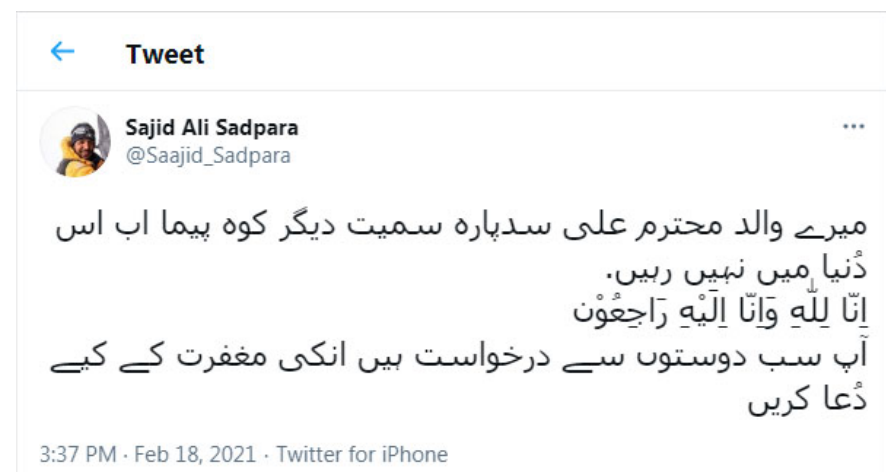 Tweet
Sajid Ali Sadpara
@Saajid_Sadpara
میرے والد محترم علی سدپارہ سمیت دیگر کوہ پیما اب اس
دُنیا میں نہیں رہیں.
اِنّا لِلّٰهِ وَاِنّا اِلَيْهِ رَاجِعُوْن
آپ سب دوستوں سے درخواست ہیں انکی مغفرت کے کیے
دُعا کریں
3:37 PM · Feb 18, 2021 · Twitter for iPhone